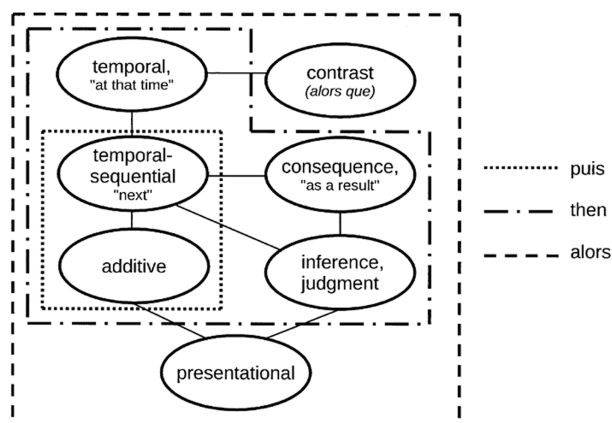 temporal,
"at that time"
contrast
(alors que)
temporal-
sequential
"next"
consequence,
"as a result"
additive
inference,
judgment
presentational
puis
then
alors